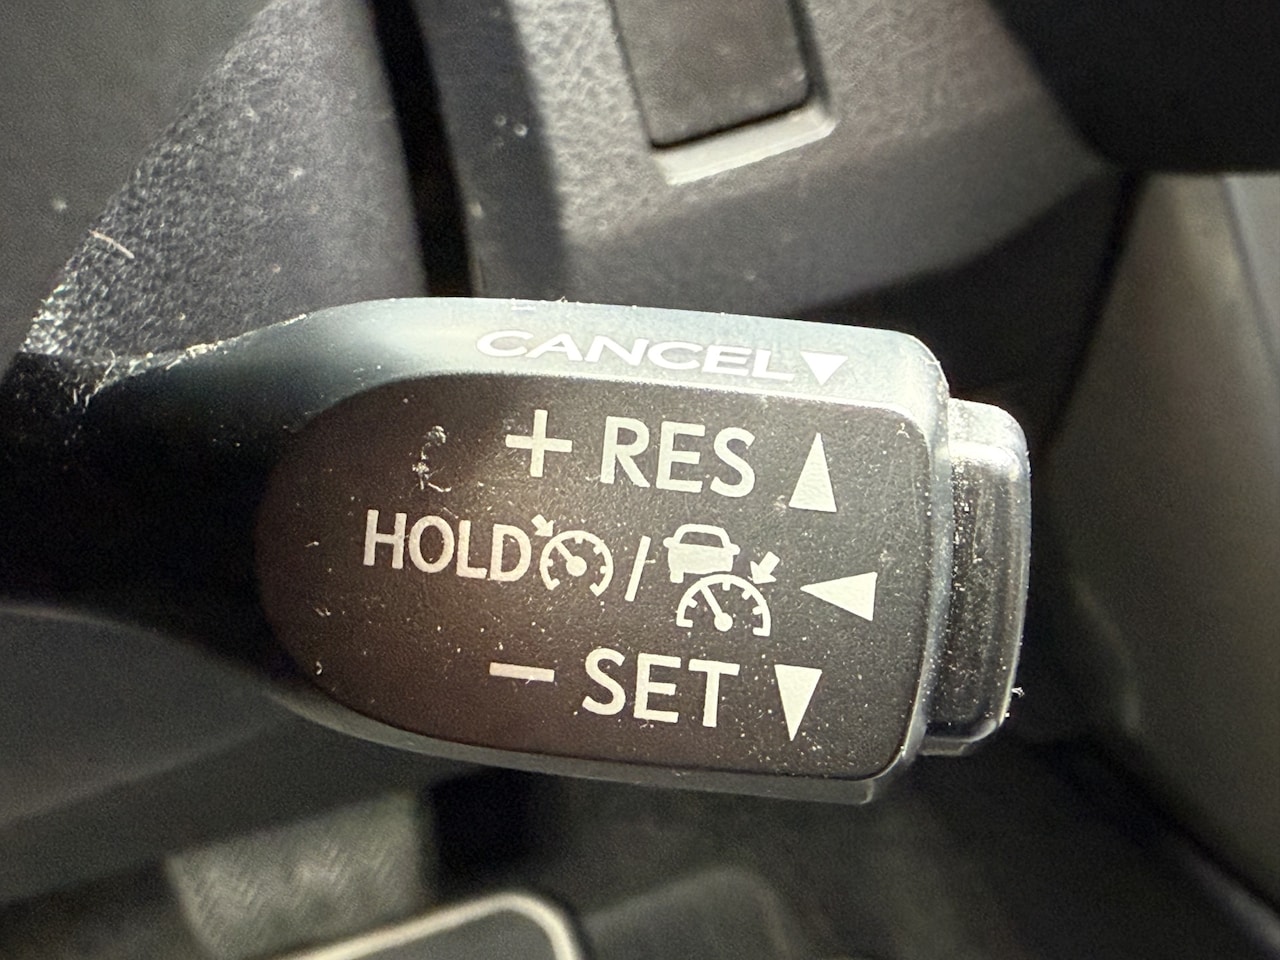 CANCEL
+ RES
HOLD /
- SET